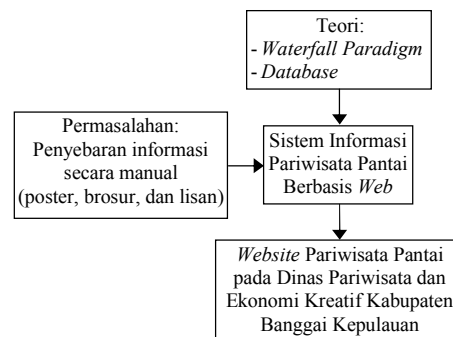 Teori:
- Waterfall Paradigm
- Database
Permasalahan:
Penyebaran informasi
secara manual
(poster, brosur, dan lisan)
Sistem Informasi
Pariwisata Pantai
Berbasis Web
Website Pariwisata Pantai
pada Dinas Pariwisata dan
Ekonomi Kreatif Kabupaten
Banggai Kepulauan